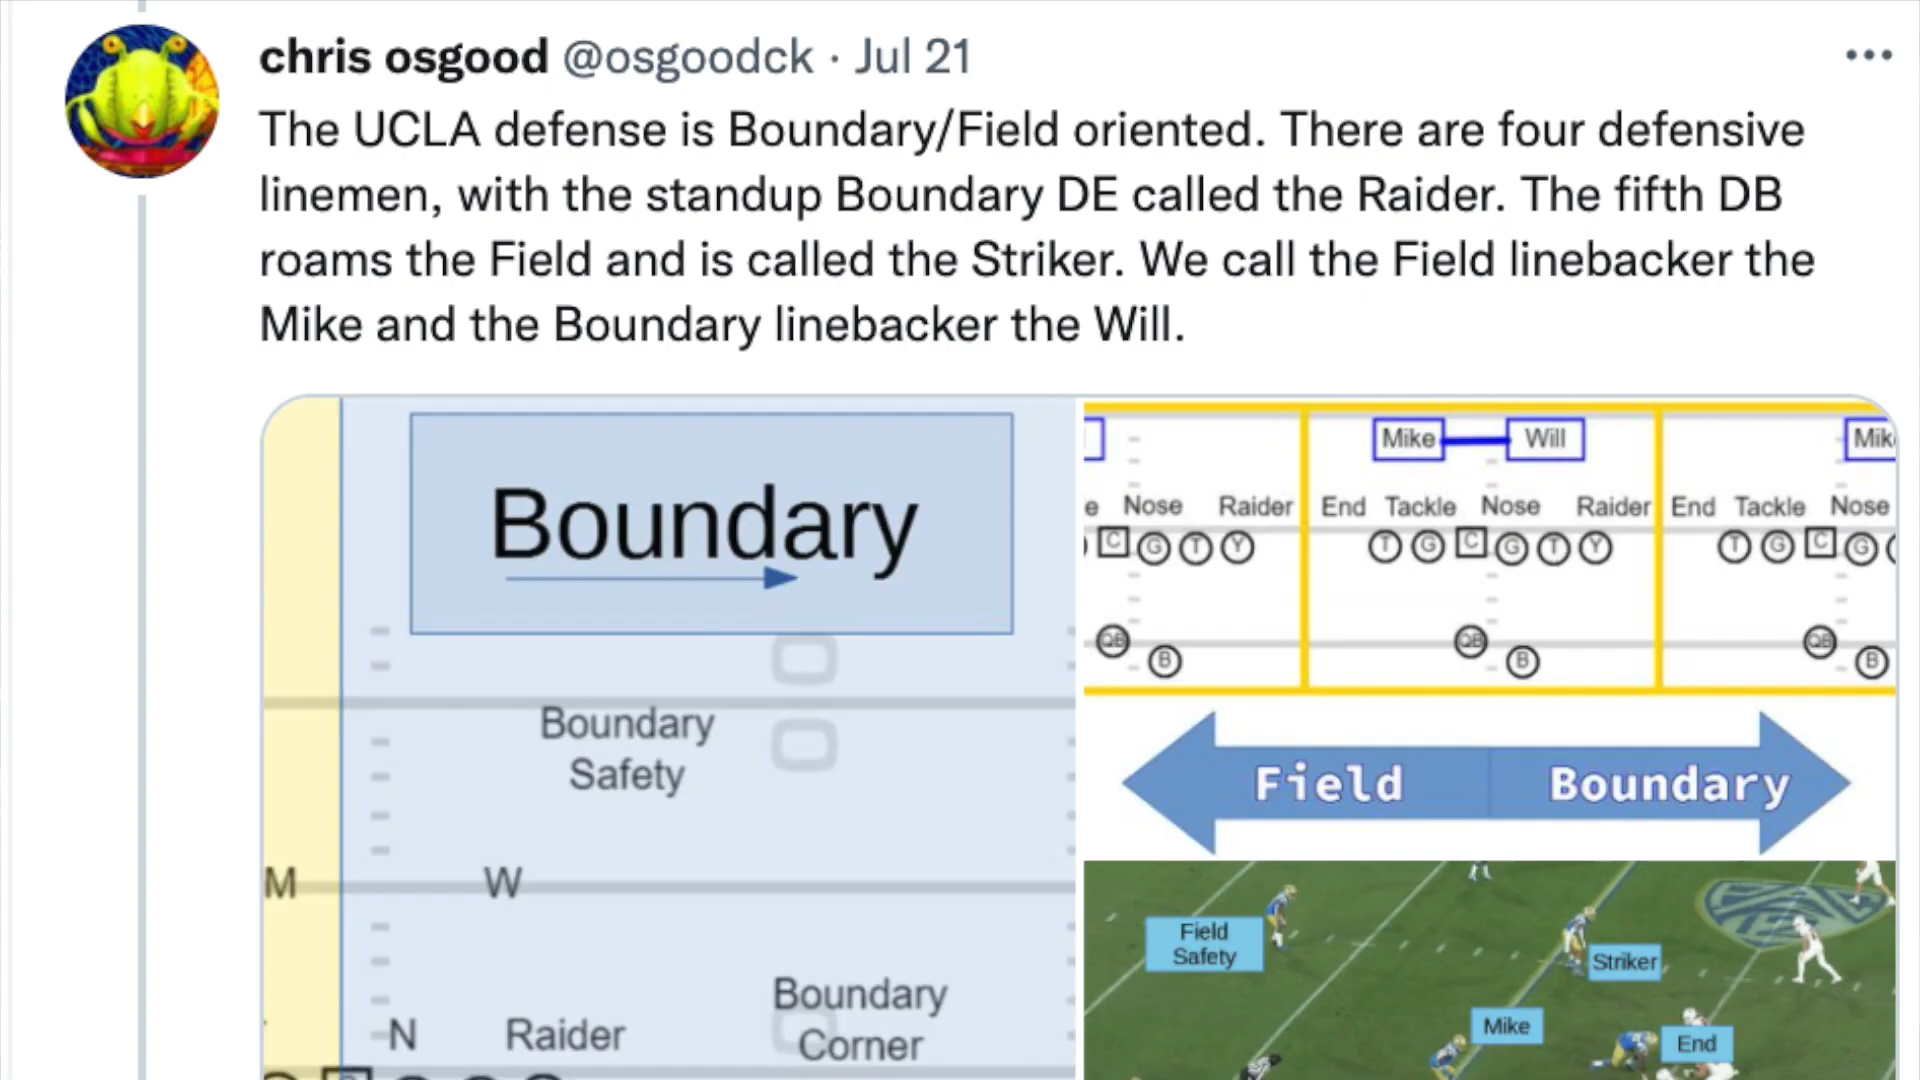 chris osgood @osgoodck · Jul 21
The UCLA defense is Boundary/Field oriented. There are four defensive
linemen, with the standup Boundary DE called the Raider. The fifth DB
roams the Field and is called the Striker. We call the Field linebacker the
Mike and the Boundary linebacker the Will.
Boundary
Boundary
Safety
M W
Boundary
Corner
N Raider
Mike Will
Nose Raider End Tackle Nose Raider End Tackle Nose
C G T Y T G C G T Y T G C G
QB B QB B QB B
Field Boundary
Field
Safety
Striker
Mike
End